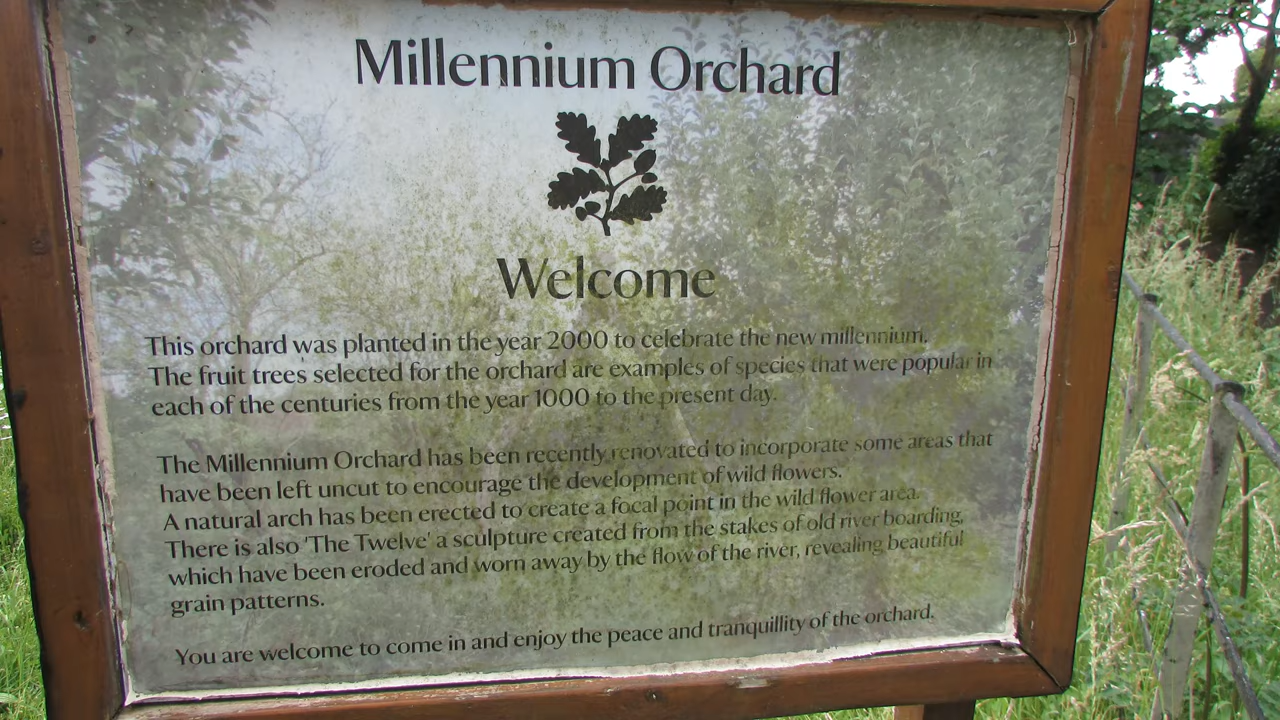 Millennium Orchard
Welcome
This orchard was planted in the year 2000 to celebrate the new millennium.
The fruit trees selected for the orchard are examples of species that were popular in
each of the centuries from the year 1000 to the present day.
The Millennium Orchard has been recently renovated to incorporate some areas that
have been left uncut to encourage the development of wild flowers.
A natural arch has been erected to create a focal point in the wild flower area.
There is also 'The Twelve' a sculpture created from the stakes of old river boarding,
which have been eroded and worn away by the flow of the river, revealing beautiful
grain patterns.
You are welcome to come in and enjoy the peace and tranquillity of the orchard.